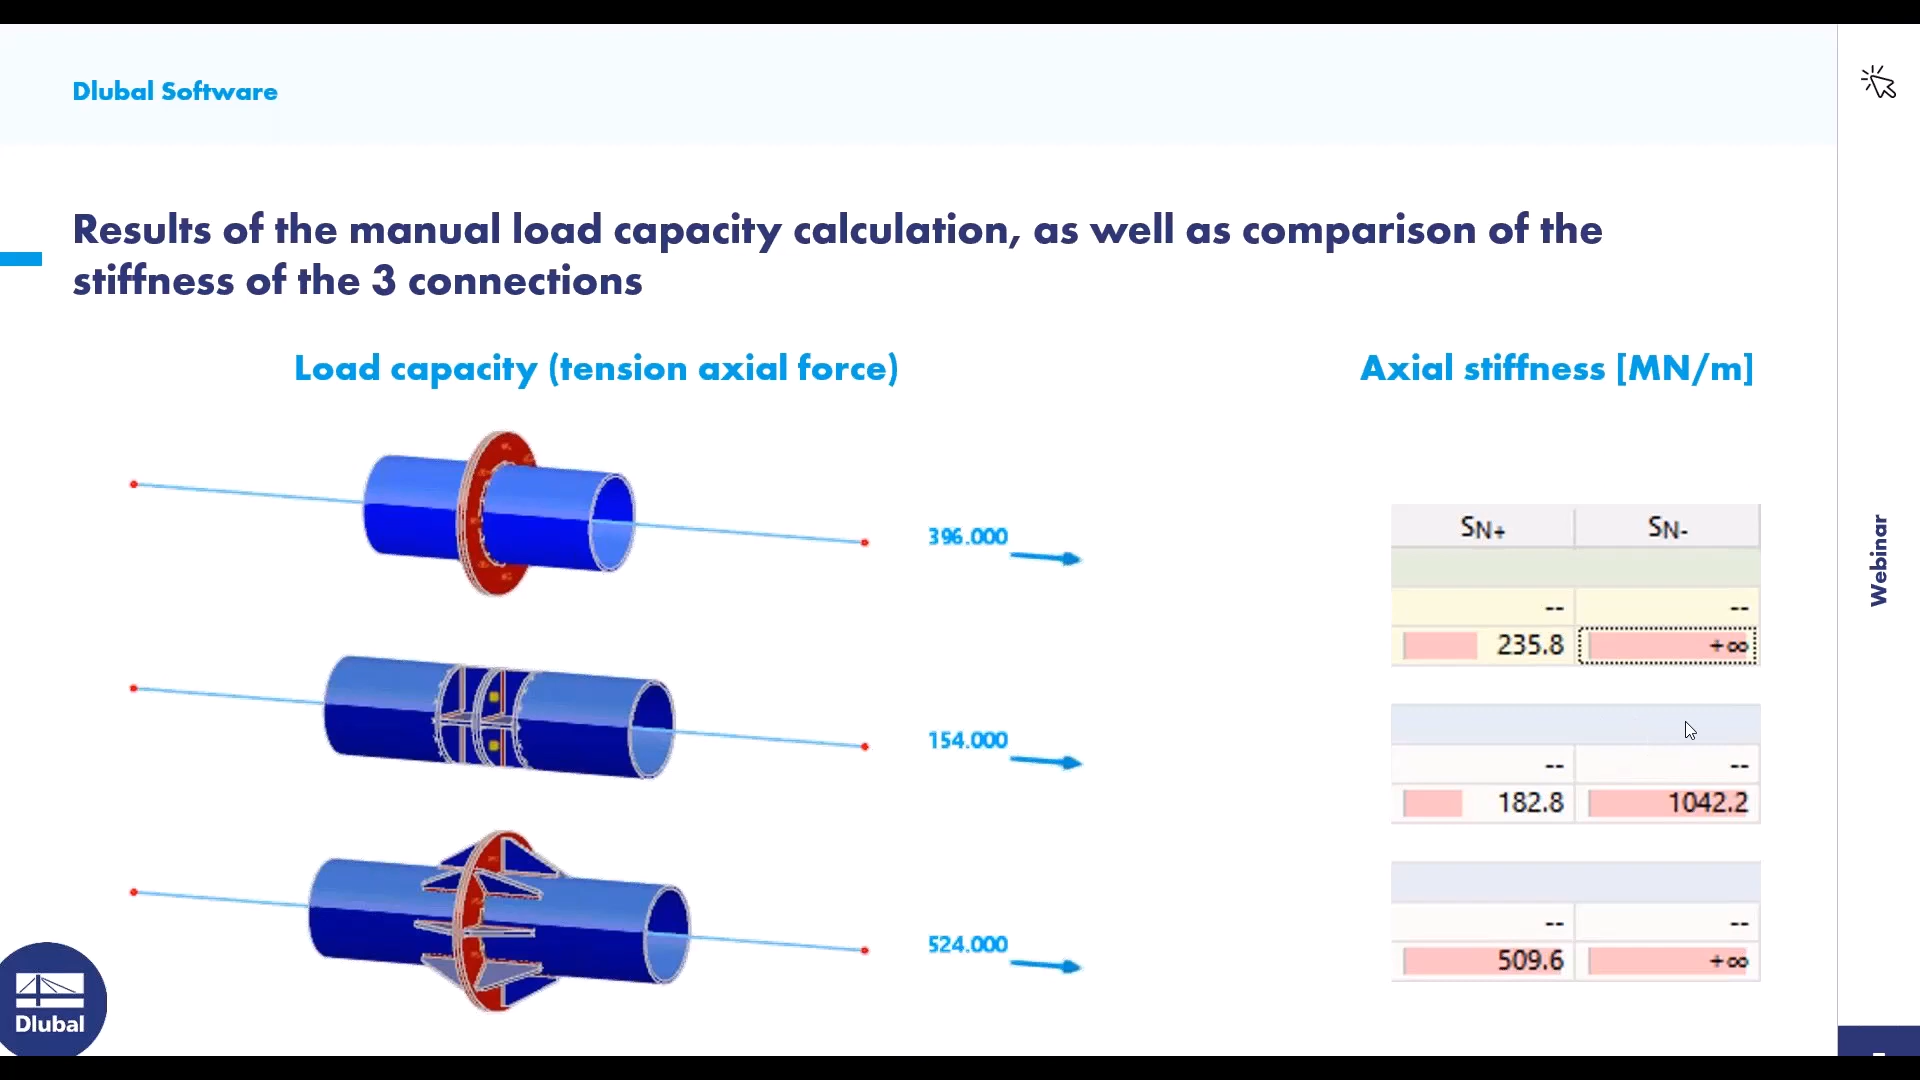 Dlubal Software
Results of the manual load capacity calculation, as well as comparison of the
stiffness of the 3 connections
Load capacity (tension axial force)
Axial stiffness [MN/m]
396.000
SN+ SN-
-- --
235.8 +∞
154.000
-- --
182.8 1042.2
524.000
-- --
509.6 +∞
Webinar
Dlubal